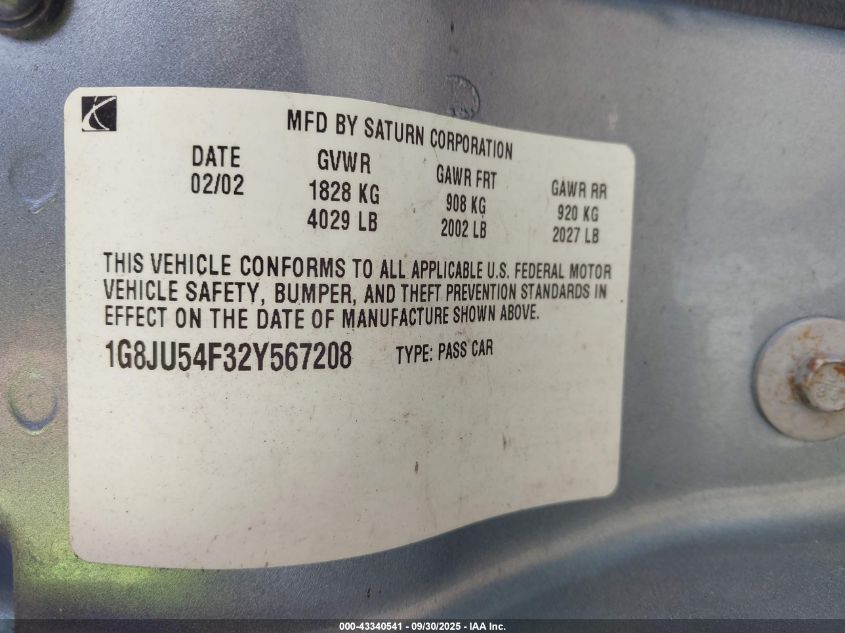 MFD BY SATURN CORPORATION
DATE GVWR GAWR FRT GAWR RR
02/02 1828 KG 908 KG 920 KG
4029 LB 2002 LB 2027 LB
THIS VEHICLE CONFORMS TO ALL APPLICABLE U.S. FEDERAL MOTOR
VEHICLE SAFETY, BUMPER, AND THEFT PREVENTION STANDARDS IN
EFFECT ON THE DATE OF MANUFACTURE SHOWN ABOVE.
1G8JU54F32Y567208 TYPE: PASS CAR
000-43340541 - 09/30/2025 - IAA Inc.